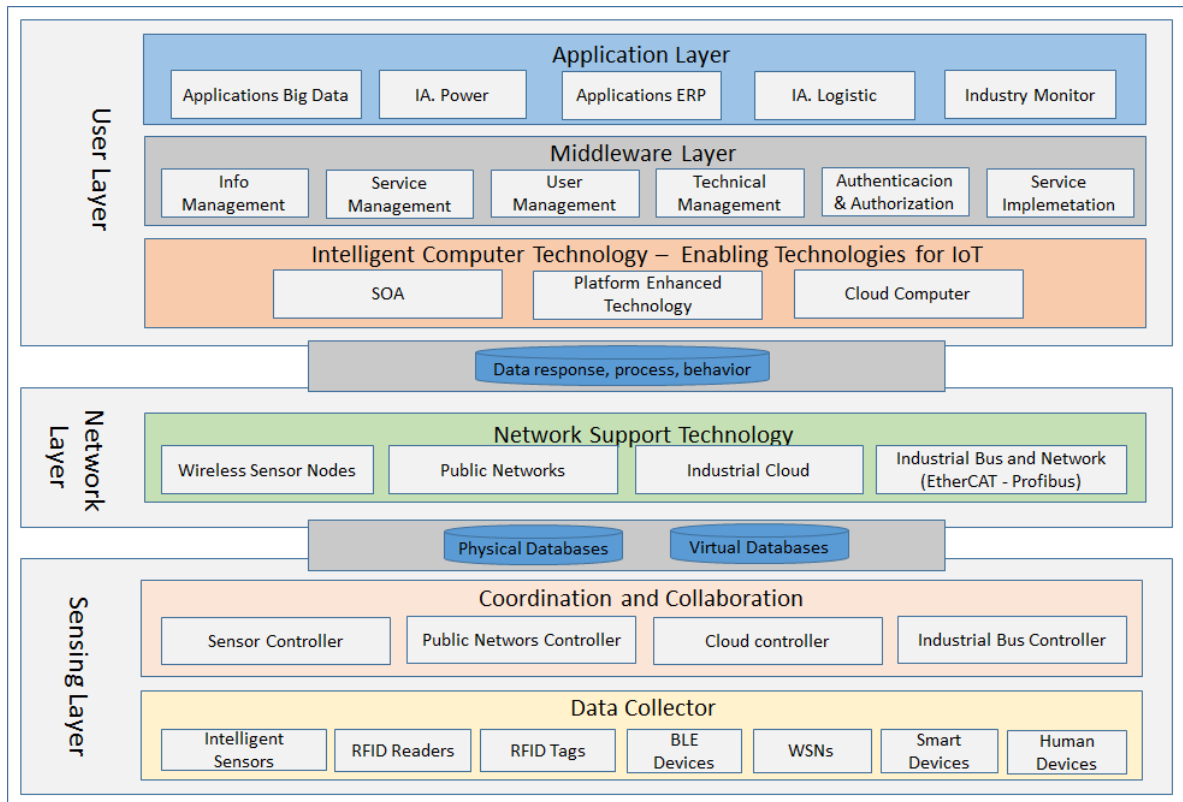 User Layer
Application Layer
Applications Big Data
IA. Power
Applications ERP
IA. Logistic
Industry Monitor
Middleware Layer
Info
Management
Service
Management
User
Management
Technical
Management
Authenticacion
& Authorization
Service
Implemetation
Intelligent Computer Technology – Enabling Technologies for IoT
SOA
Platform Enhanced
Technology
Cloud Computer
Data response, process, behavior
Network
Layer
Network Support Technology
Wireless Sensor Nodes
Public Networks
Industrial Cloud
Industrial Bus and Network
(EtherCAT - Profibus)
Physical Databases
Virtual Databases
Sensing Layer
Coordination and Collaboration
Sensor Controller
Public Networs Controller
Cloud controller
Industrial Bus Controller
Data Collector
Intelligent
Sensors
RFID Readers
RFID Tags
BLE
Devices
WSNs
Smart
Devices
Human
Devices